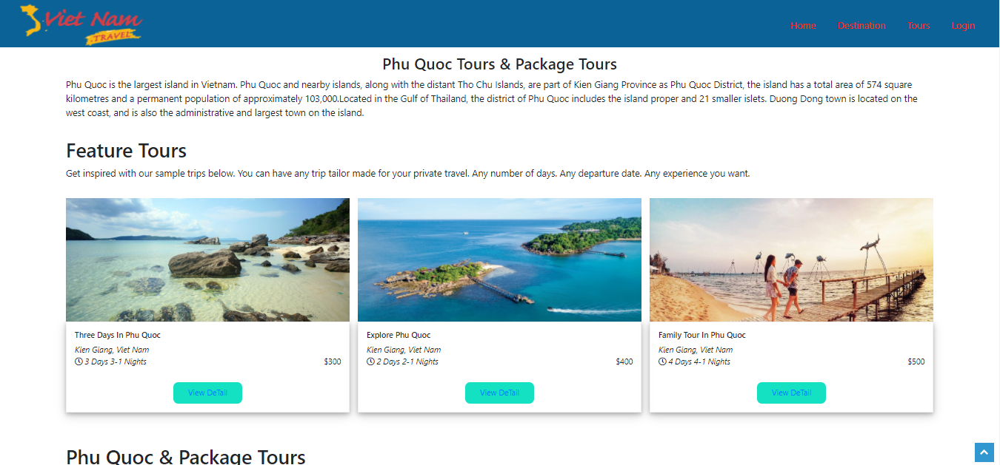 Viet Nam
TRAVEL
Home Destination Tours Login
Phu Quoc Tours & Package Tours
Phu Quoc is the largest island in Vietnam. Phu Quoc and nearby islands, along with the distant Tho Chu Islands, are part of Kien Giang Province as Phu Quoc District, the island has a total area of 574 square
kilometres and a permanent population of approximately 103,000.Located in the Gulf of Thailand, the district of Phu Quoc includes the island proper and 21 smaller islets. Duong Dong town is located on the
west coast, and is also the administrative and largest town on the island.
Feature Tours
Get inspired with our sample trips below. You can have any trip tailor made for your private travel. Any number of days. Any departure date. Any experience you want.
Three Days In Phu Quoc
Kien Giang, Viet Nam
3 Days 3-1 Nights $300
View DeTail
Explore Phu Quoc
Kien Giang, Viet Nam
2 Days 2-1 Nights $400
View DeTail
Family Tour In Phu Quoc
Kien Giang, Viet Nam
4 Days 4-1 Nights $500
View DeTail
Phu Quoc & Package Tours